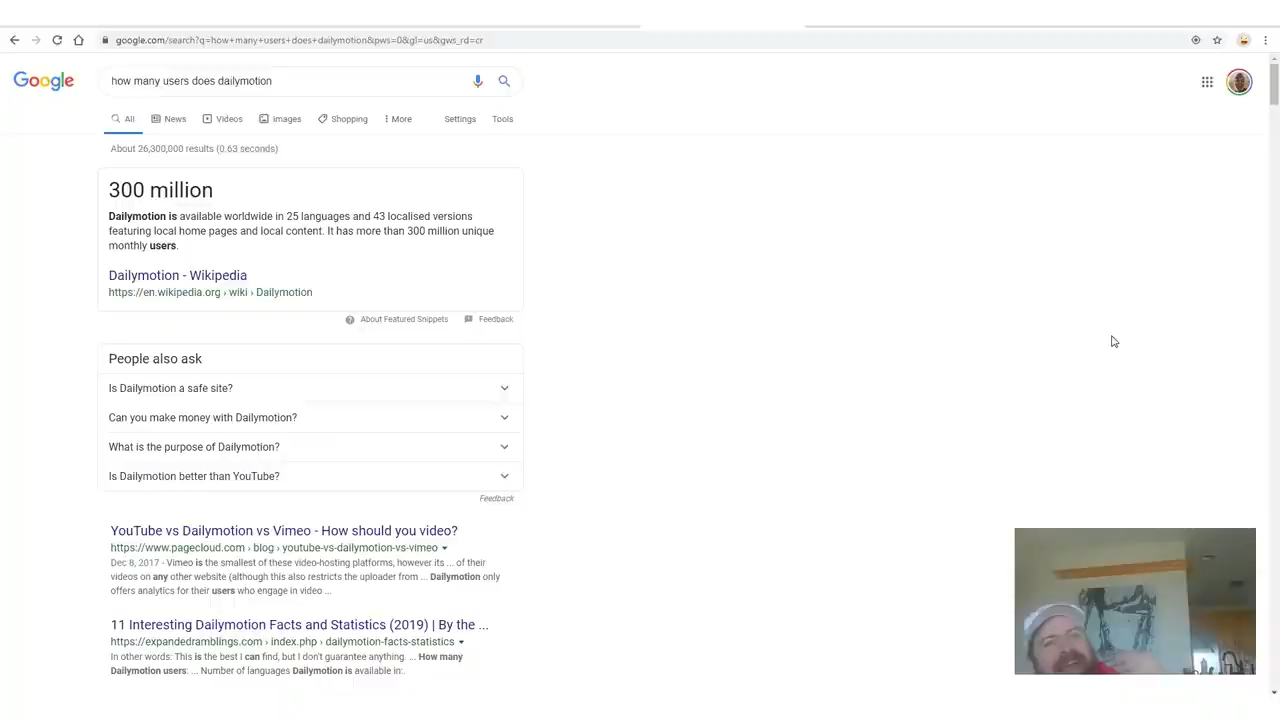 google.com/search?q=how+many+users+does+dailymotion&pws=0&gl=us&gws_rd=cr
Google
how many users does dailymotion
All News Videos Images Shopping More Settings Tools
About 26,300,000 results (0.63 seconds)
300 million
Dailymotion is available worldwide in 25 languages and 43 localised versions
featuring local home pages and local content. It has more than 300 million unique
monthly users.
Dailymotion - Wikipedia
https://en.wikipedia.org › wiki › Dailymotion
About Featured Snippets Feedback
People also ask
Is Dailymotion a safe site?
Can you make money with Dailymotion?
What is the purpose of Dailymotion?
Is Dailymotion better than YouTube?
Feedback
YouTube vs Dailymotion vs Vimeo - How should you video?
https://www.pagecloud.com › blog › youtube-vs-dailymotion-vs-vimeo
Dec 8, 2017 - Vimeo is the smallest of these video-hosting platforms, however its ... of their
videos on any other website (although this also restricts the uploader from ... Dailymotion only
offers analytics for their users who engage in video ...
11 Interesting Dailymotion Facts and Statistics (2019) | By the ...
https://expandedramblings.com › index.php › dailymotion-facts-statistics
In other words: This is the best I can find, but I don't guarantee anything. ... How many
Dailymotion users: ... Number of languages Dailymotion is available in:.